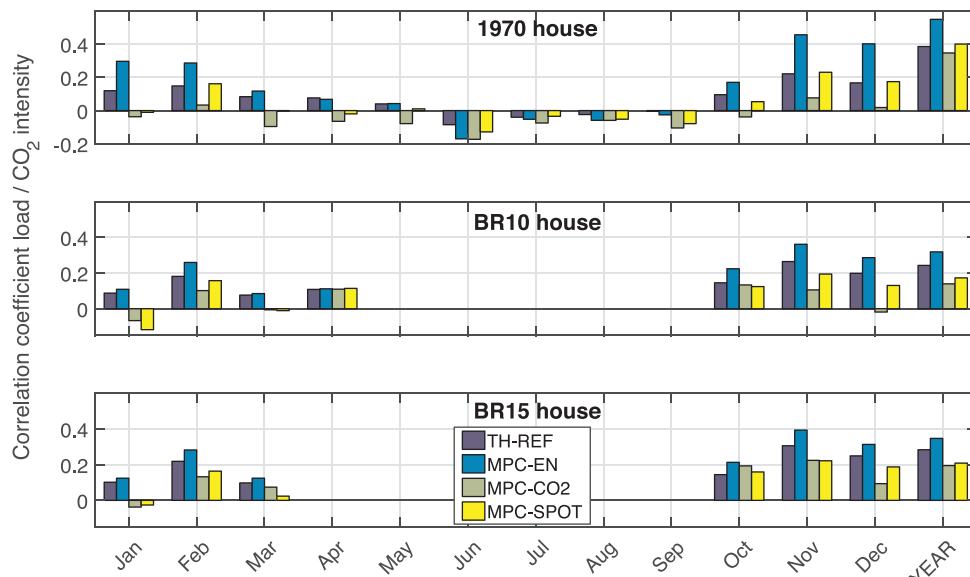 Correlation coefficient load / CO2 intensity
1970 house
0.4
0.2
0
-0.2
BR10 house
0.4
0.2
0
BR15 house
0.4
0.2
0
TH-REF
MPC-EN
MPC-CO2
MPC-SPOT
Jan
Feb
Mar
Apr
May
Jun
Jul
Aug
Sep
Oct
Nov
Dec
YEAR